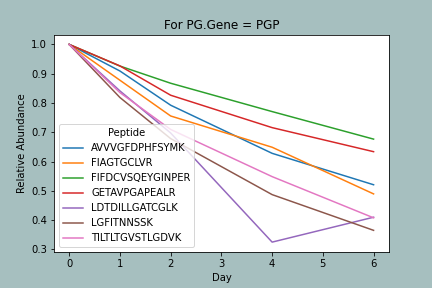 For PG.Gene = PGP
1.0
0.9
0.8
0.7
0.6
0.5
0.4
0.3
Relative Abundance
Peptide
AVVVGFDPHFSYMK
FIAGTGCLVR
FIFDCVSQEYGINPER
GETAVPGAPEALR
LDTDILLGATCGLK
LGFITNNSSK
TILTLTGVSTLGDVK
0 1 2 3 4 5 6
Day